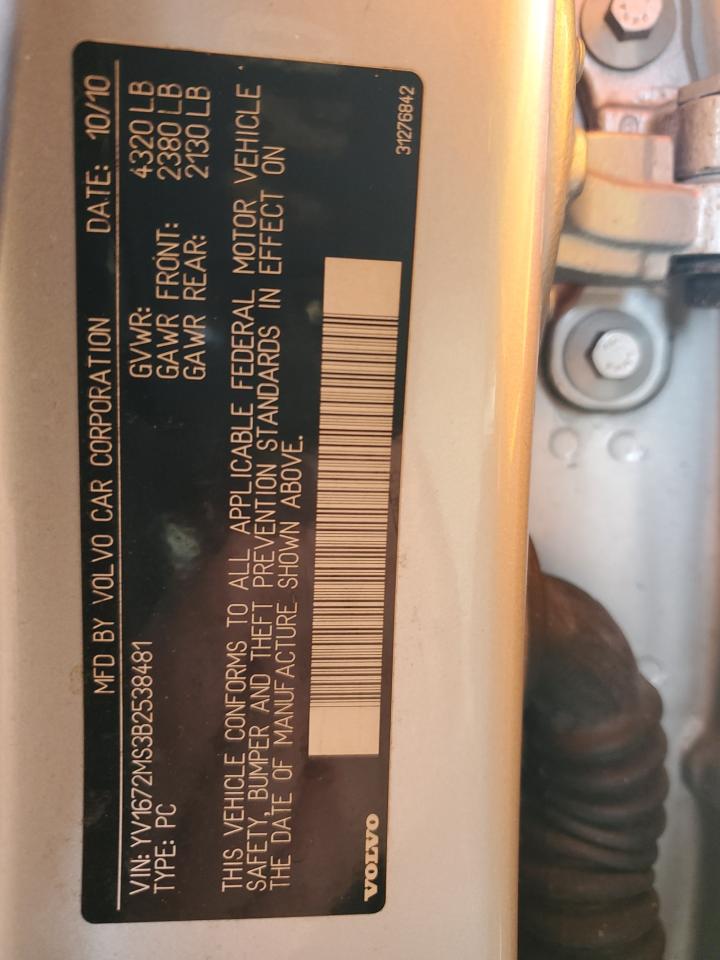 MFD BY VOLVO CAR CORPORATION DATE: 10/10
VIN: YV1672MS3B2538481
TYPE: PC
GVWR: 4320 LB
GAWR FRONT: 2380 LB
GAWR REAR: 2130 LB
THIS VEHICLE CONFORMS TO ALL APPLICABLE FEDERAL MOTOR VEHICLE
SAFETY, BUMPER AND THEFT PREVENTION STANDARDS IN EFFECT ON
THE DATE OF MANUFACTURE SHOWN ABOVE.
VOLVO
31276842